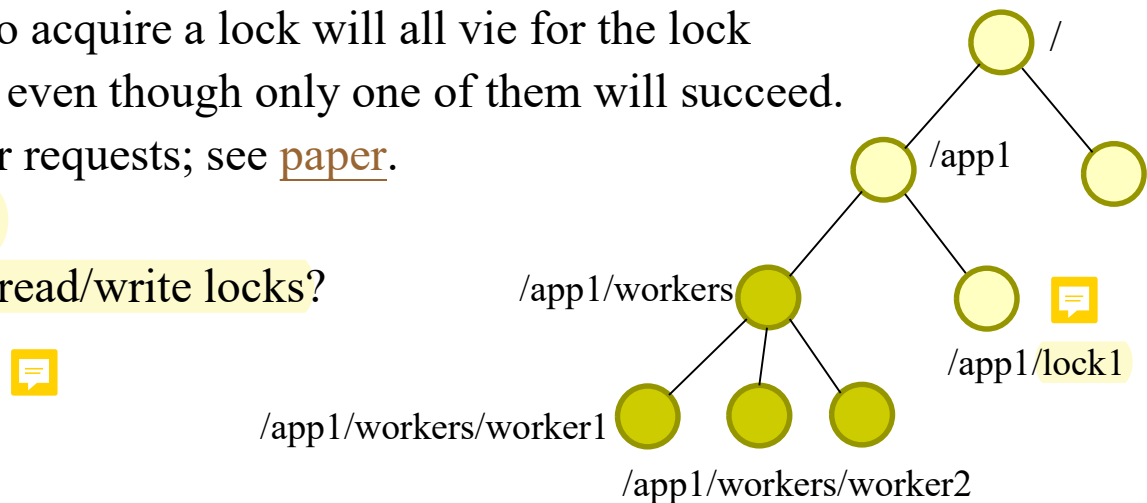 o acquire a lock will all vie for the lock
even though only one of them will succeed.
r requests; see paper.
read/write locks?
/
/app1
/app1/workers
/app1/lock1
/app1/workers/worker1
/app1/workers/worker2